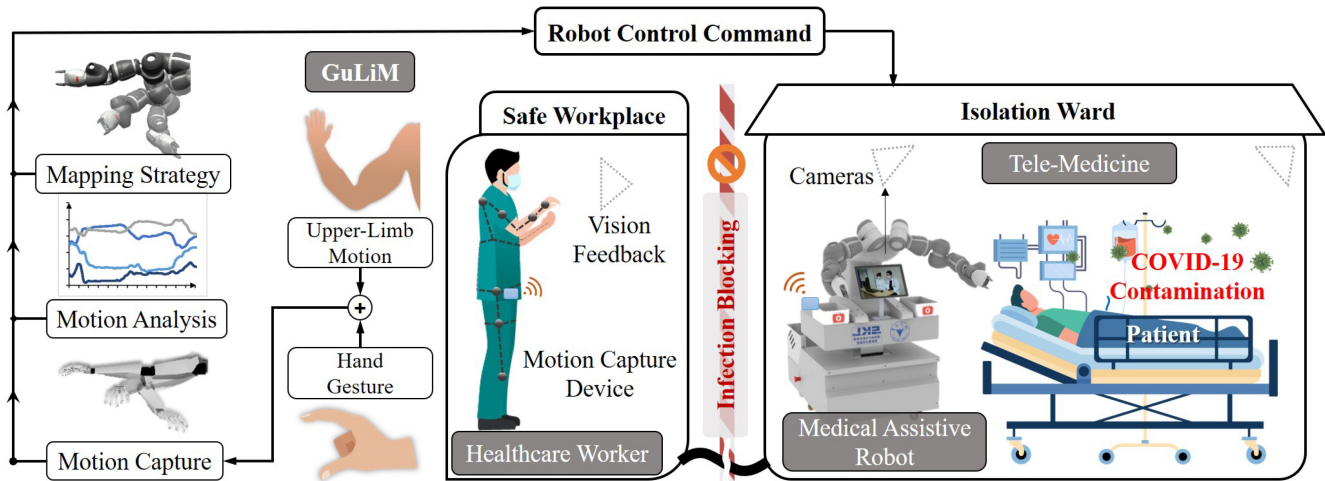 Robot Control Command
GuLiM
Mapping Strategy
Upper-Limb
Motion
Motion Analysis
+
Hand
Gesture
Motion Capture
Safe Workplace
Vision
Feedback
Motion Capture
Device
Healthcare Worker
Infection Blocking
Isolation Ward
Cameras
Tele-Medicine
COVID-19
Contamination
Patient
Medical Assistive
Robot